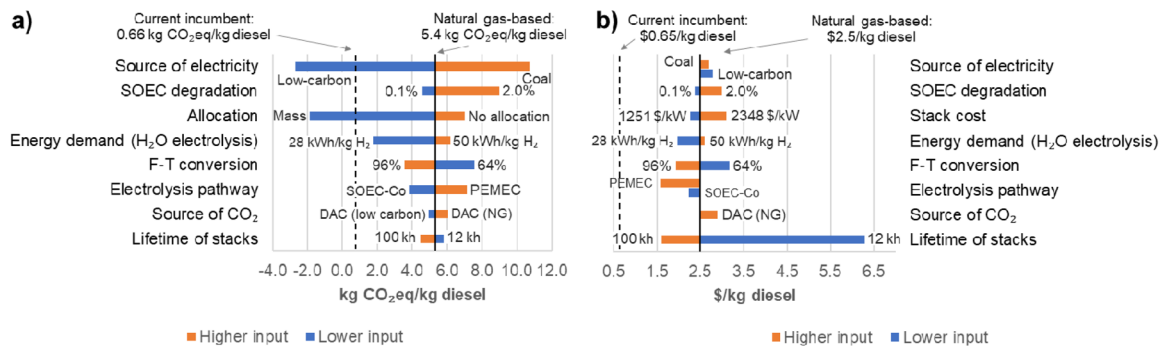 a)
Current incumbent:
0.66 kg CO₂eq/kg diesel
Natural gas-based:
5.4 kg CO₂eq/kg diesel
Source of electricity
Low-carbon
Coal
SOEC degradation
0.1%
2.0%
Allocation
Mass
No allocation
Energy demand (H₂O electrolysis)
28 kWh/kg H₂
50 kWh/kg H₂
F-T conversion
96%
64%
Electrolysis pathway
SOEC-Co
PEMEC
Source of CO₂
DAC (low carbon)
DAC (NG)
Lifetime of stacks
100 kh
12 kh
-4.0 -2.0 0.0 2.0 4.0 6.0 8.0 10.0 12.0
kg CO₂eq/kg diesel
Higher input Lower input
b)
Current incumbent:
$0.65/kg diesel
Natural gas-based:
$2.5/kg diesel
Coal
Low-carbon
Source of electricity
0.1%
2.0%
SOEC degradation
1251 $/kW
2348 $/kW
Stack cost
28 kWh/kg H₂
50 kWh/kg H₂
Energy demand (H₂O electrolysis)
96%
64%
F-T conversion
PEMEC
SOEC-Co
Electrolysis pathway
DAC (NG)
Source of CO₂
100 kh
12 kh
Lifetime of stacks
0.5 1.5 2.5 3.5 4.5 5.5 6.5
$/kg diesel
Higher input Lower input